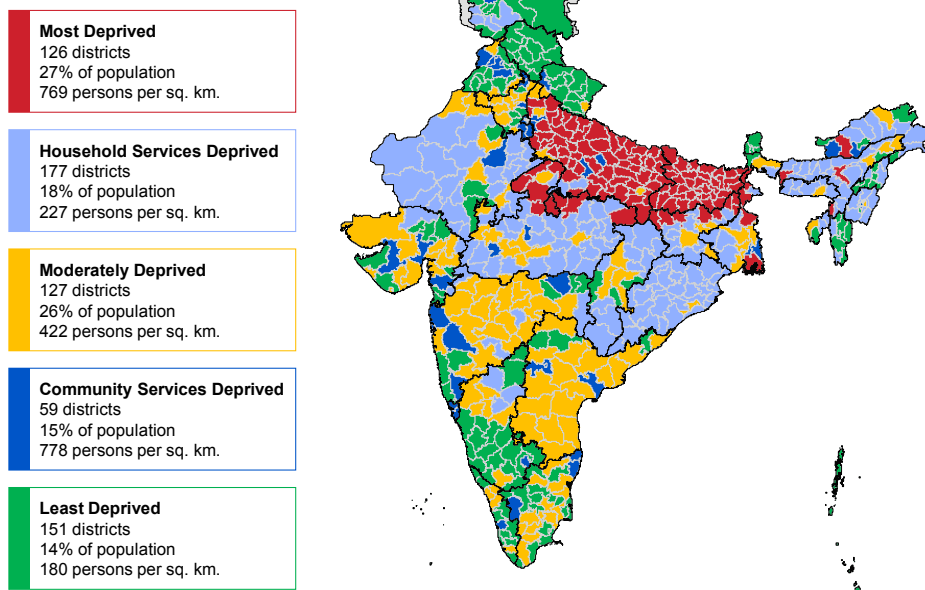 Most Deprived
126 districts
27% of population
769 persons per sq. km.
Household Services Deprived
177 districts
18% of population
227 persons per sq. km.
Moderately Deprived
127 districts
26% of population
422 persons per sq. km.
Community Services Deprived
59 districts
15% of population
778 persons per sq. km.
Least Deprived
151 districts
14% of population
180 persons per sq. km.